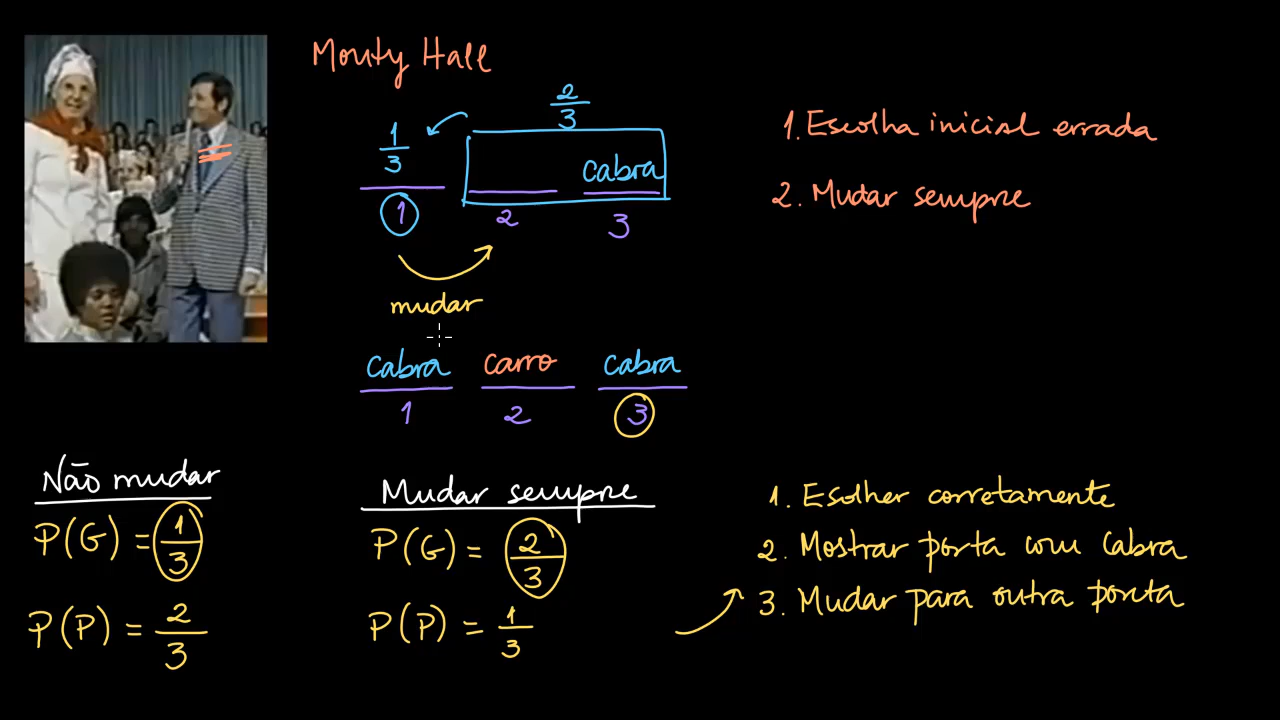 Monty Hall
2/3
1/3
cabra
1 2 3
mudar
cabra carro cabra
1 2 3
1. Escolha inicial errada
2. Mudar sempre
Não mudar
P(G) = 1/3
P(P) = 2/3
Mudar sempre
P(G) = 2/3
P(P) = 1/3
1. Escolher corretamente
2. Mostrar porta com cabra
3. Mudar para outra porta